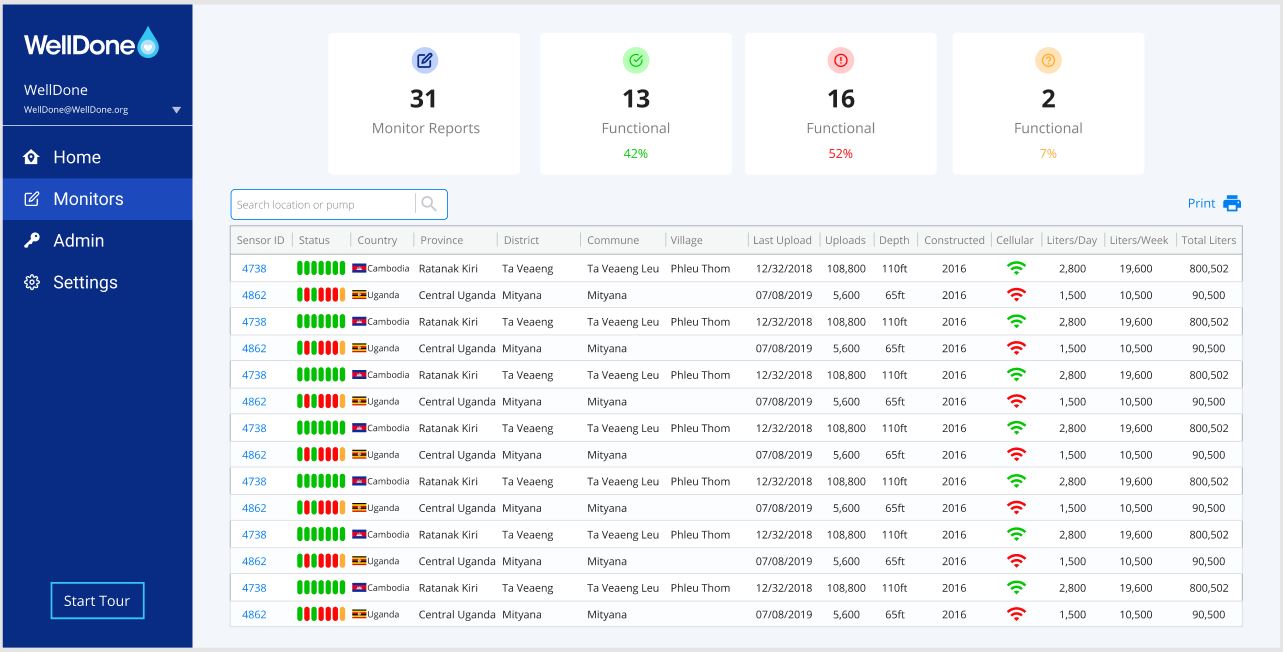 WellDone
WellDone
WellDone@WellDone.org
Home
Monitors
Admin
Settings
Start Tour
31
Monitor Reports
13
Functional
42%
16
Functional
52%
2
Functional
7%
Search location or pump
Print
Sensor ID Status Country Province District Commune Village Last Upload Uploads Depth Constructed Cellular Liters/Day Liters/Week Total Liters
4738 Cambodia Ratanak Kiri Ta Veaeng Ta Veaeng Leu Phleu Thom 12/32/2018 108,800 110ft 2016 2,800 19,600 800,502
4862 Uganda Central Uganda Mityana Mityana 07/08/2019 5,600 65ft 2016 1,500 10,500 90,500
4738 Cambodia Ratanak Kiri Ta Veaeng Ta Veaeng Leu Phleu Thom 12/32/2018 108,800 110ft 2016 2,800 19,600 800,502
4862 Uganda Central Uganda Mityana Mityana 07/08/2019 5,600 65ft 2016 1,500 10,500 90,500
4738 Cambodia Ratanak Kiri Ta Veaeng Ta Veaeng Leu Phleu Thom 12/32/2018 108,800 110ft 2016 2,800 19,600 800,502
4862 Uganda Central Uganda Mityana Mityana 07/08/2019 5,600 65ft 2016 1,500 10,500 90,500
4738 Cambodia Ratanak Kiri Ta Veaeng Ta Veaeng Leu Phleu Thom 12/32/2018 108,800 110ft 2016 2,800 19,600 800,502
4862 Uganda Central Uganda Mityana Mityana 07/08/2019 5,600 65ft 2016 1,500 10,500 90,500
4738 Cambodia Ratanak Kiri Ta Veaeng Ta Veaeng Leu Phleu Thom 12/32/2018 108,800 110ft 2016 2,800 19,600 800,502
4862 Uganda Central Uganda Mityana Mityana 07/08/2019 5,600 65ft 2016 1,500 10,500 90,500
4738 Cambodia Ratanak Kiri Ta Veaeng Ta Veaeng Leu Phleu Thom 12/32/2018 108,800 110ft 2016 2,800 19,600 800,502
4862 Uganda Central Uganda Mityana Mityana 07/08/2019 5,600 65ft 2016 1,500 10,500 90,500
4738 Cambodia Ratanak Kiri Ta Veaeng Ta Veaeng Leu Phleu Thom 12/32/2018 108,800 110ft 2016 2,800 19,600 800,502
4862 Uganda Central Uganda Mityana Mityana 07/08/2019 5,600 65ft 2016 1,500 10,500 90,500